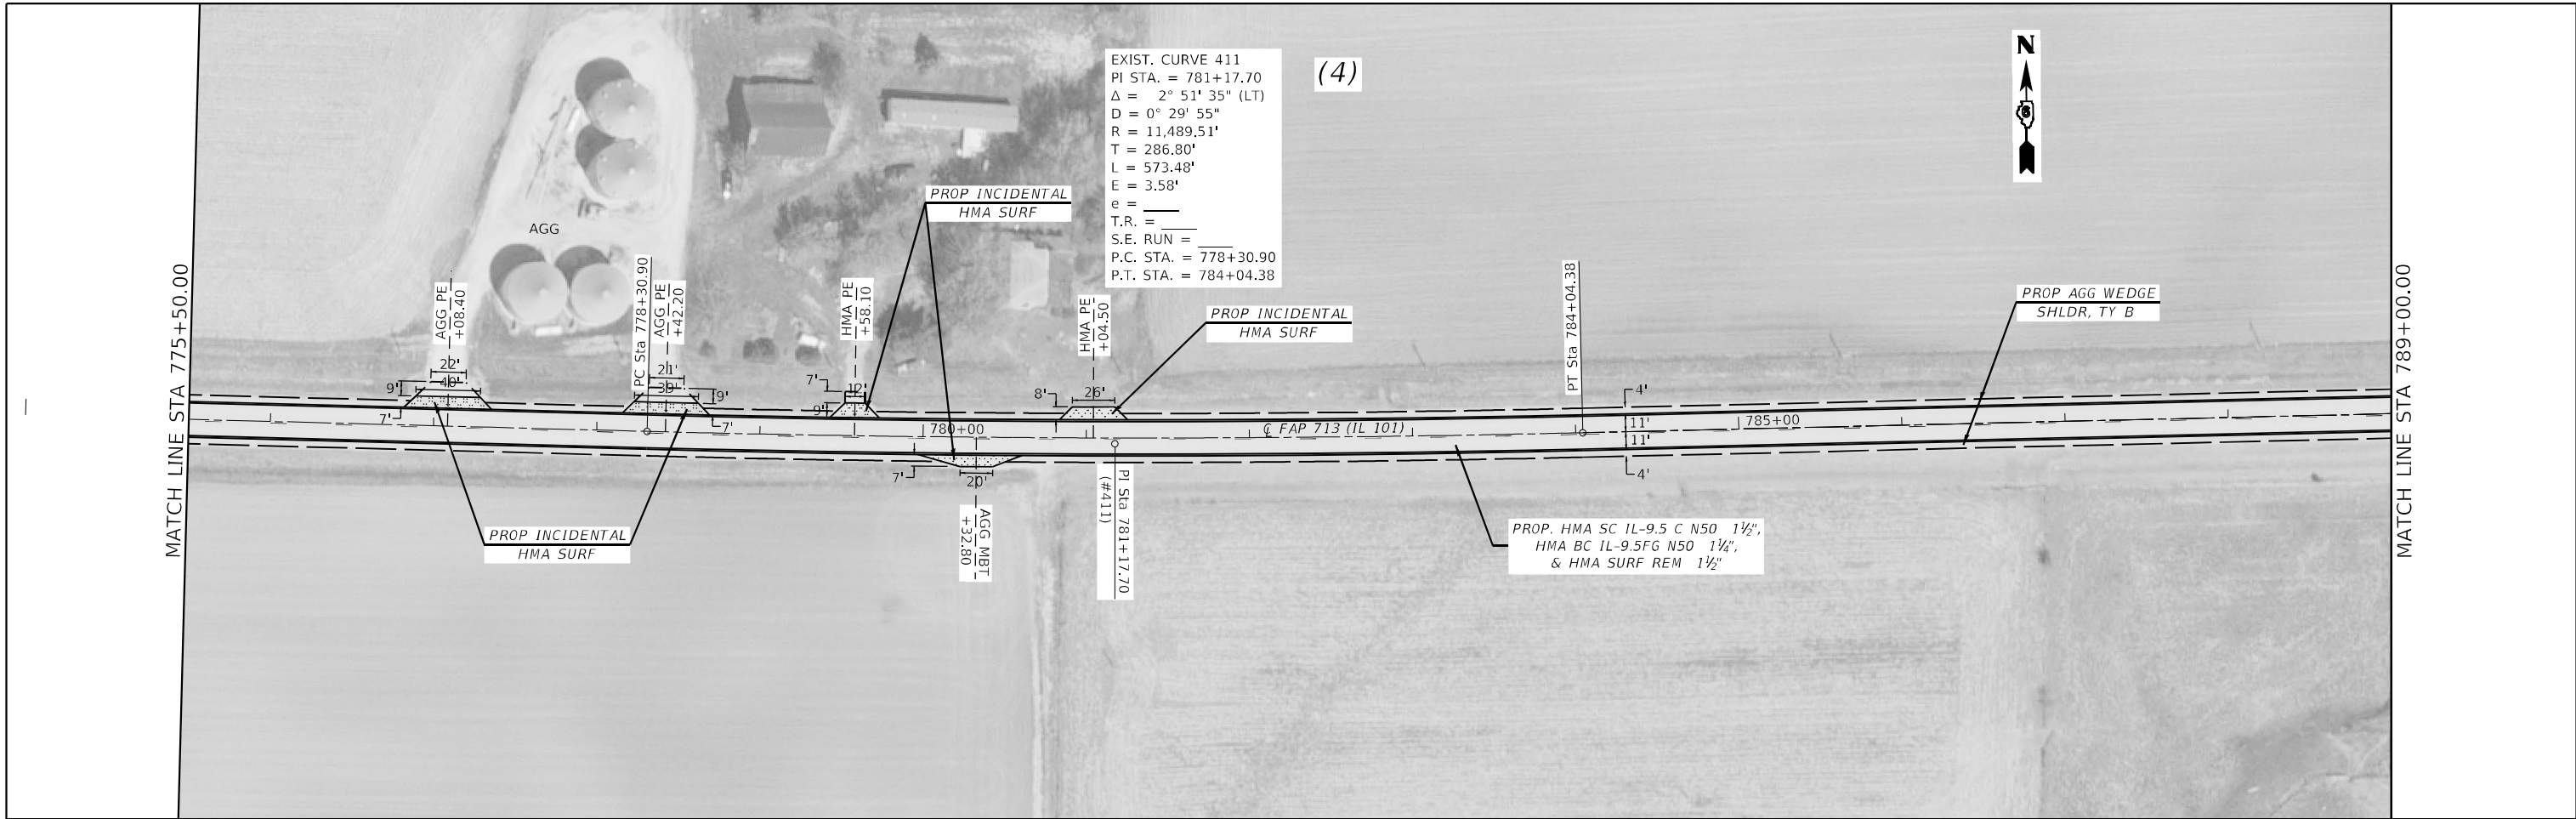 EXIST. CURVE 411
PI STA. = 781+17.70
Δ = 2° 51' 35" (LT)
D = 0° 29' 55"
R = 11,489.51'
T = 286.80'
L = 573.48'
E = 3.58'
e = ____
T.R. = ____
S.E. RUN = ____
P.C. STA. = 778+30.90
P.T. STA. = 784+04.38
(4)
N
6
PROP INCIDENTAL
HMA SURF
AGG
MATCH LINE STA 775+50.00
AGG PE
+08.40
PC Sta 778+30.90
AGG PE
+42.20
HMA PE
+58.10
HMA PE
+04.50
PROP INCIDENTAL
HMA SURF
PT Sta 784+04.38
PROP AGG WEDGE
SHLDR, TY B
MATCH LINE STA 789+00.00
22'
40'
9'
7'
21'
39'
9'
7'
7'
12'
9'
8'
26'
4'
11'
11'
4'
780+00
℄ FAP 713 (IL 101)
785+00
7'
20'
AGG MBT
+32.80
PI Sta 781+17.70
(#411)
PROP INCIDENTAL
HMA SURF
PROP. HMA SC IL-9.5 C N50 1½",
HMA BC IL-9.5FG N50 1¼",
& HMA SURF REM 1½"